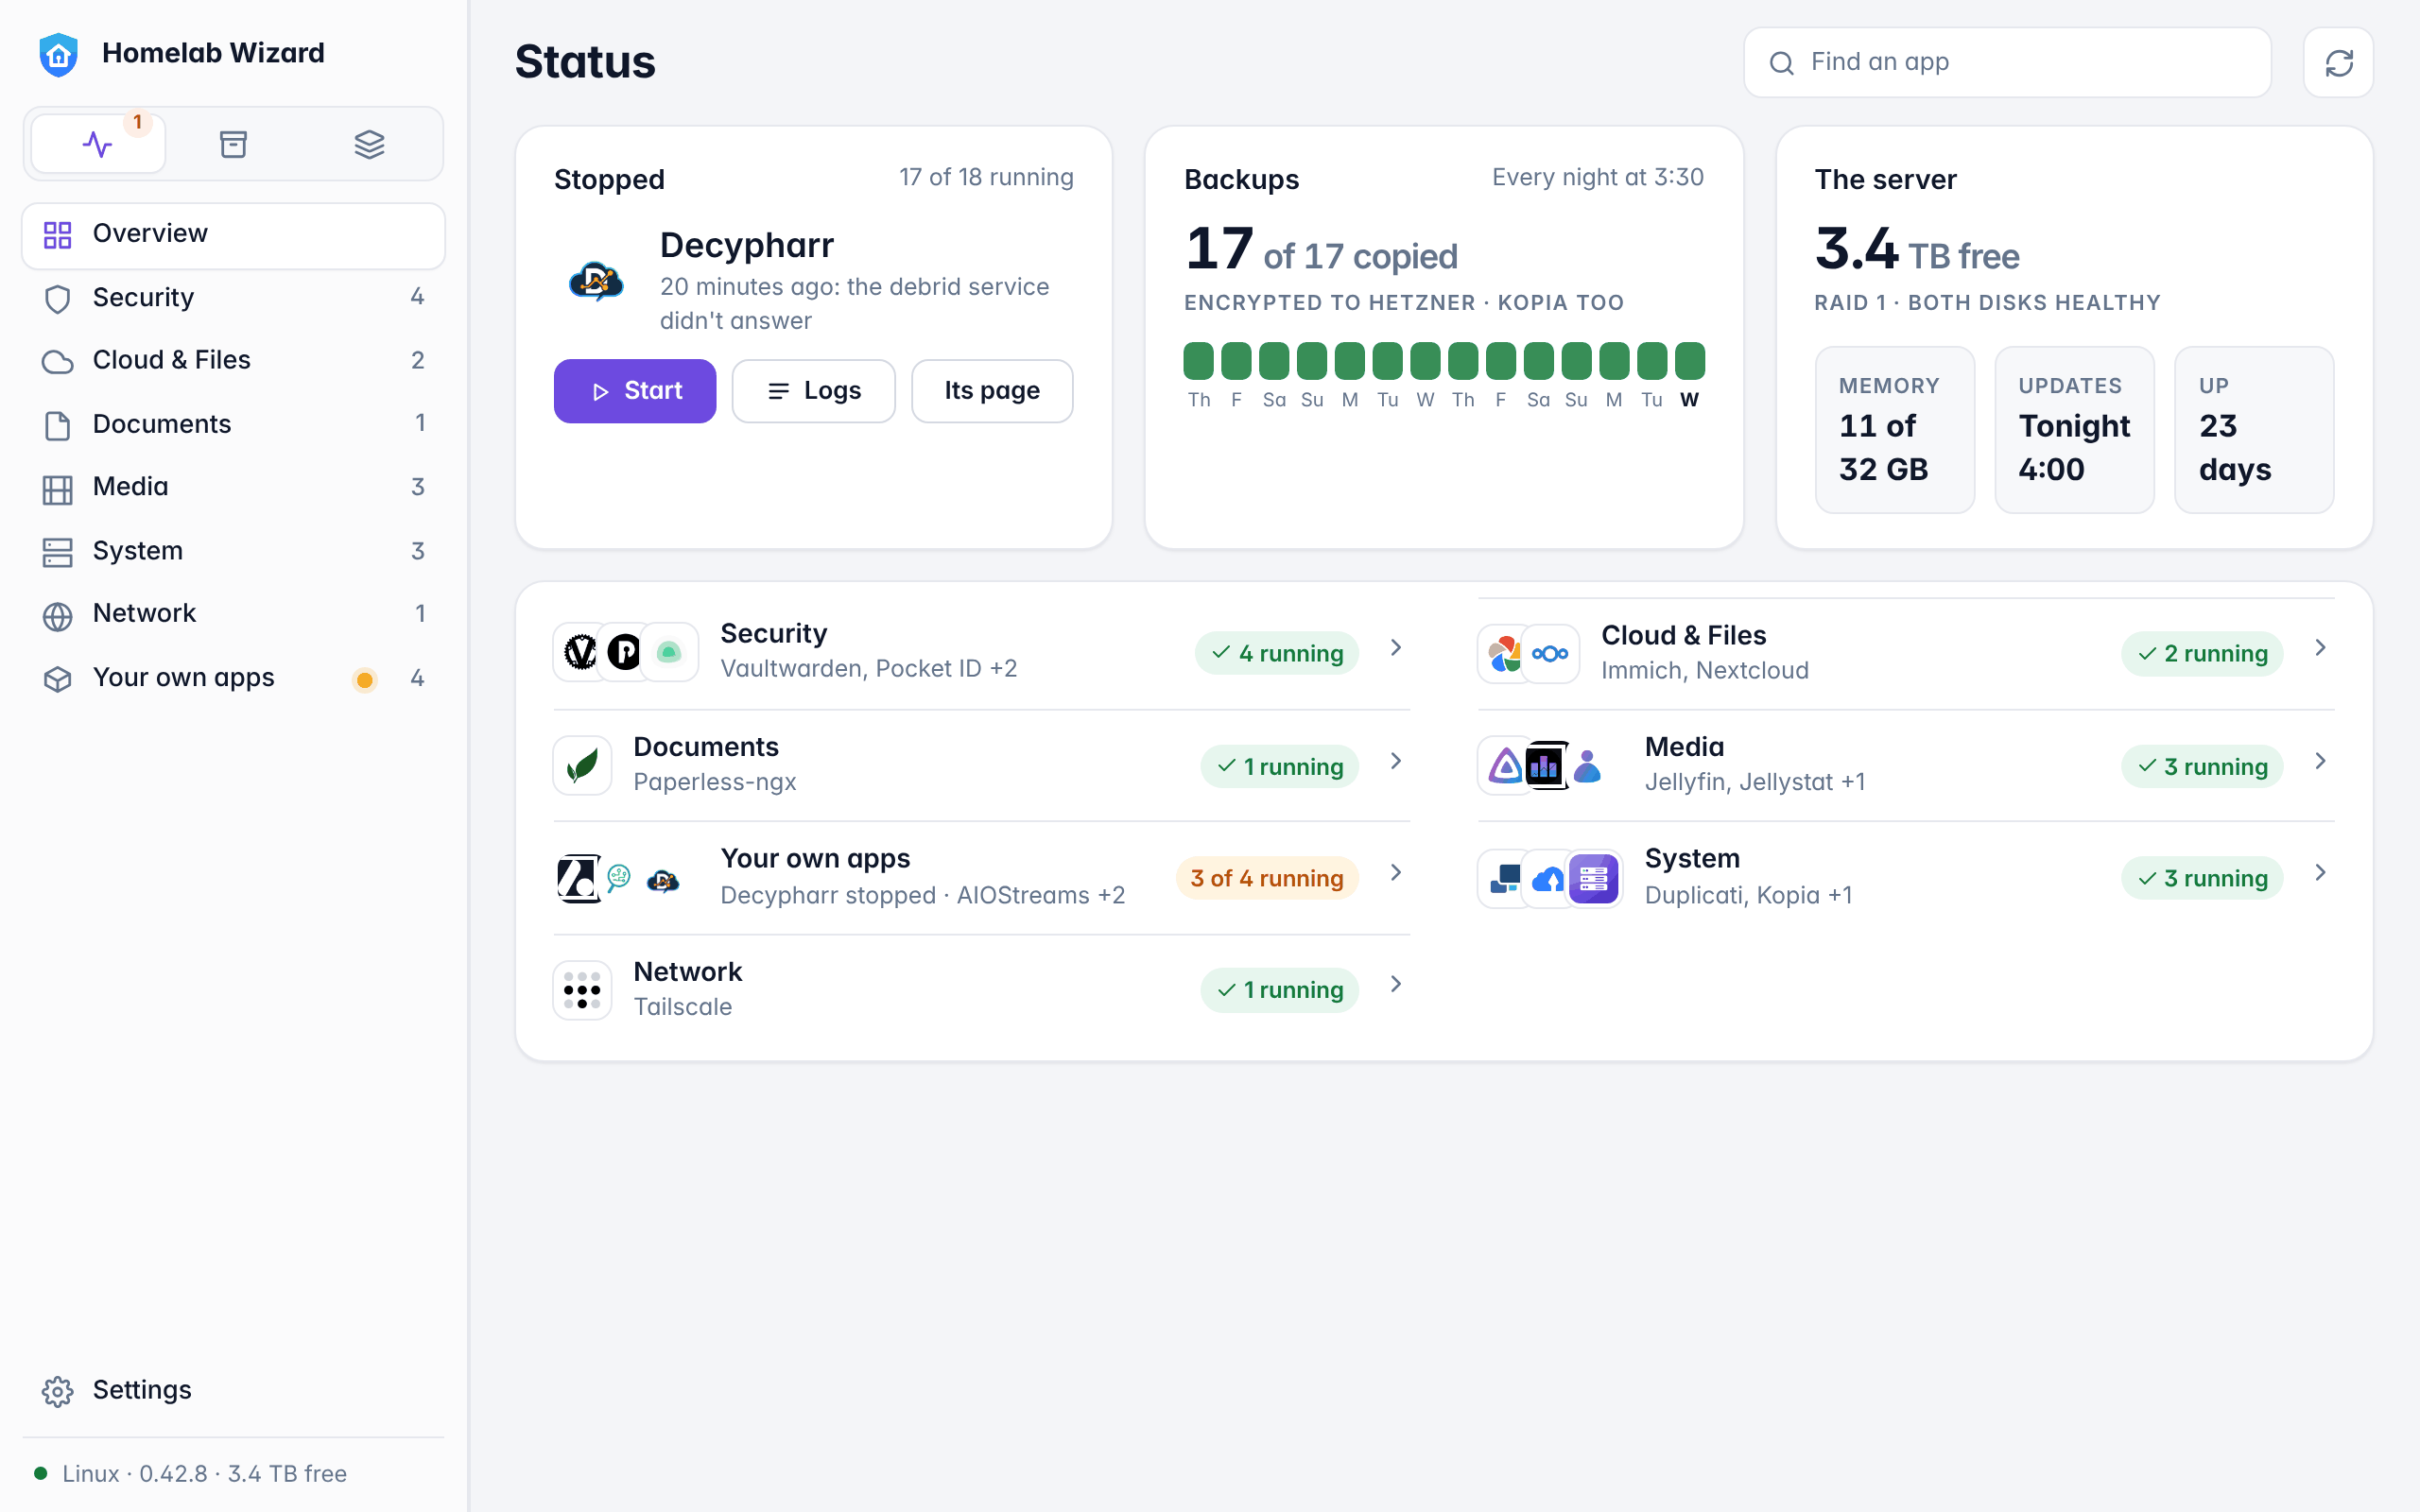 Homelab Wizard
1
Overview
Security 4
Cloud & Files 2
Documents 1
Media 3
System 3
Network 1
Your own apps 4
Settings
Linux · 0.42.8 · 3.4 TB free
Status
Find an app
Stopped 17 of 18 running
Decypharr
20 minutes ago: the debrid service
didn't answer
Start Logs Its page
Backups Every night at 3:30
17 of 17 copied
ENCRYPTED TO HETZNER · KOPIA TOO
Th F Sa Su M Tu W Th F Sa Su M Tu W
The server
3.4 TB free
RAID 1 · BOTH DISKS HEALTHY
MEMORY
11 of
32 GB
UPDATES
Tonight
4:00
UP
23
days
Security
Vaultwarden, Pocket ID +2
4 running
Cloud & Files
Immich, Nextcloud
2 running
Documents
Paperless-ngx
1 running
Media
Jellyfin, Jellystat +1
3 running
Your own apps
Decypharr stopped · AIOStreams +2
3 of 4 running
System
Duplicati, Kopia +1
3 running
Network
Tailscale
1 running